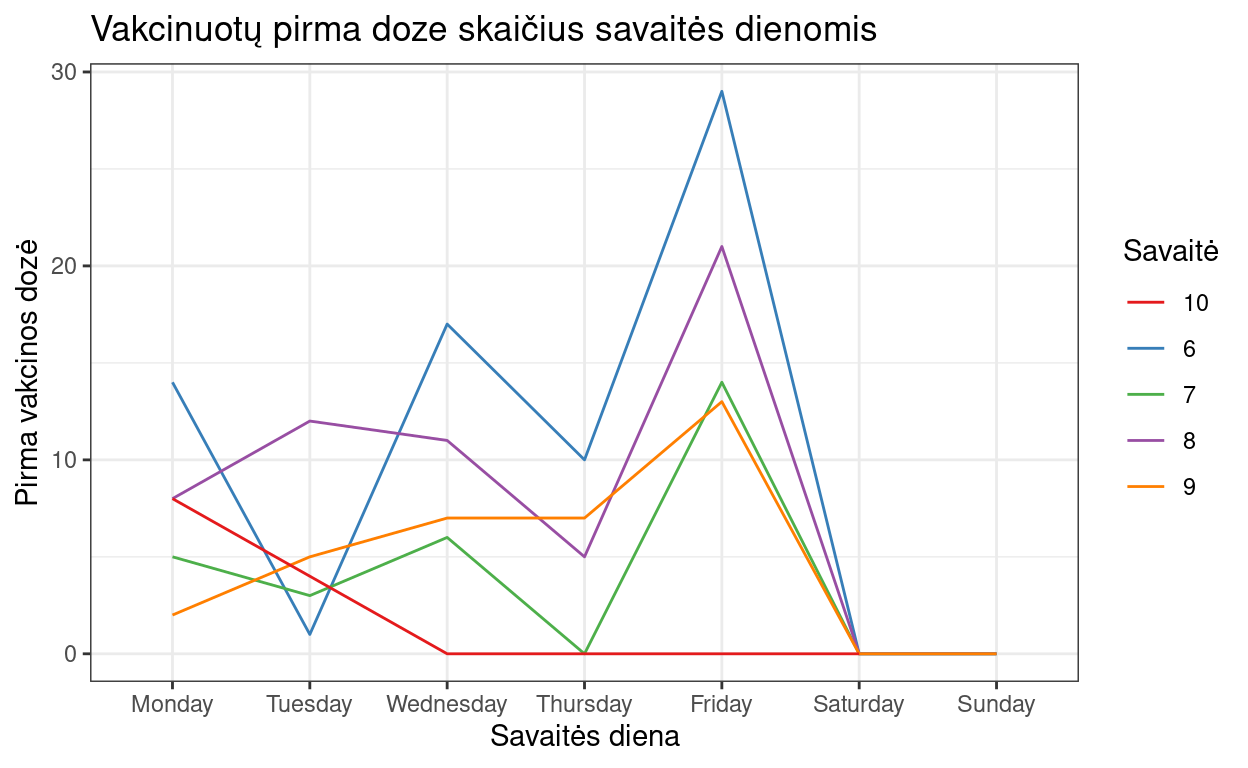 Vakcinuotų pirma doze skaičius savaitės dienomis
30
20
10
0
Pirma vakcinos dozė
Monday Tuesday Wednesday Thursday Friday Saturday Sunday
Savaitės diena
Savaitė
10
6
7
8
9